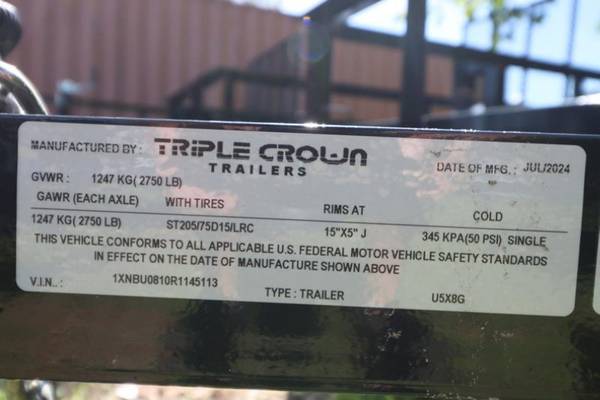 MANUFACTURED BY : TRIPLE CROWN DATE OF MFG. : JUL/2024
TRAILERS
GVWR : 1247 KG( 2750 LB)
GAWR (EACH AXLE) WITH TIRES RIMS AT COLD
1247 KG( 2750 LB) ST205/75D15/LRC 15"X5" J 345 KPA(50 PSI) SINGLE
THIS VEHICLE CONFORMS TO ALL APPLICABLE U.S. FEDERAL MOTOR VEHICLE SAFETY STANDARDS
IN EFFECT ON THE DATE OF MANUFACTURE SHOWN ABOVE
V.I.N.. : 1XNBU0810R1145113 TYPE : TRAILER U5X8G